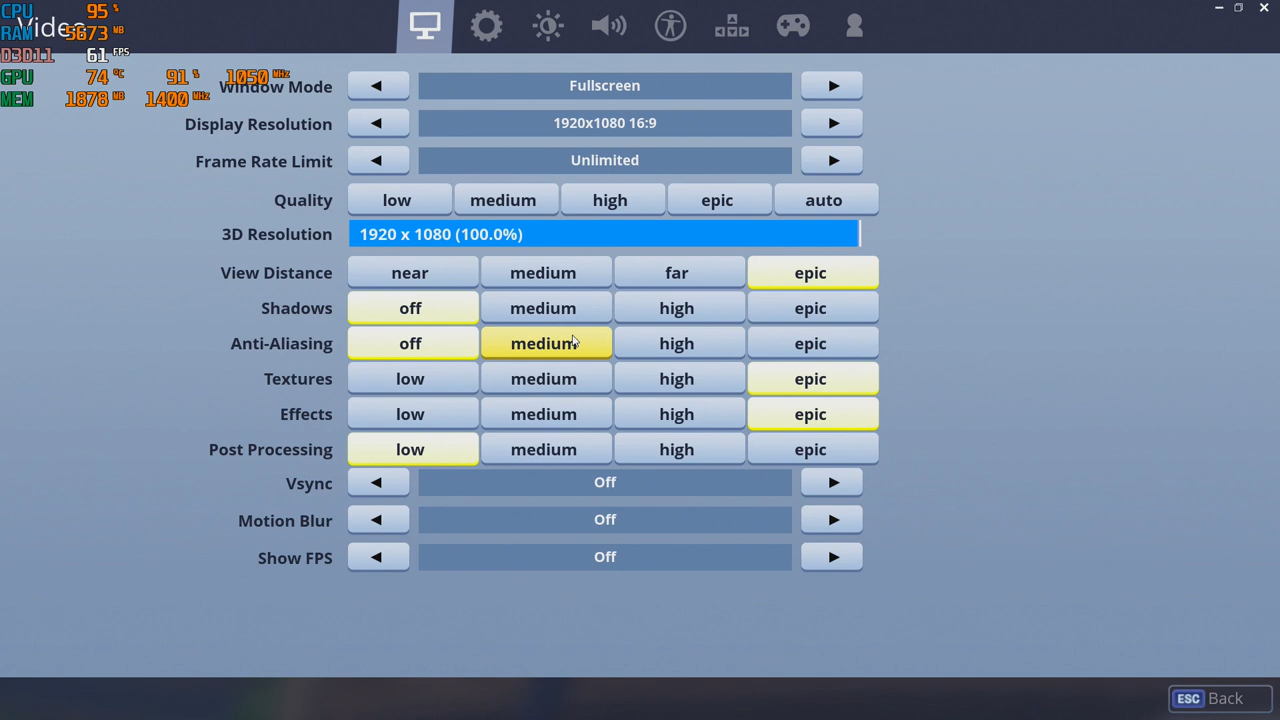 CPU 95 %
Video
RAM 5673 MB
D3D11 61 FPS
GPU 74 °C 91 % 1050 MHz
MEM 1878 MB 1400 MHz
Window Mode ◀ Fullscreen ▶
Display Resolution ◀ 1920x1080 16:9 ▶
Frame Rate Limit ◀ Unlimited ▶
Quality low medium high epic auto
3D Resolution 1920 x 1080 (100.0%)
View Distance near medium far epic
Shadows off medium high epic
Anti-Aliasing off medium high epic
Textures low medium high epic
Effects low medium high epic
Post Processing low medium high epic
Vsync ◀ Off ▶
Motion Blur ◀ Off ▶
Show FPS ◀ Off ▶
ESC Back